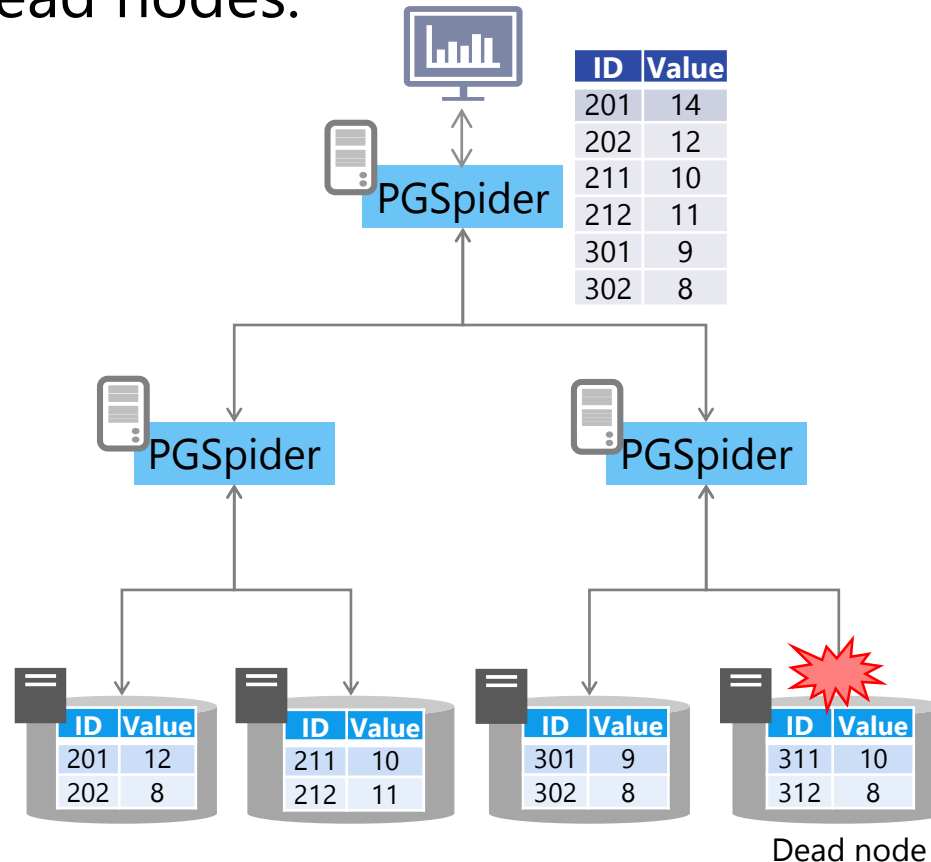 ead nodes.
ID Value
201 14
202 12
211 10
212 11
301 9
302 8
PGSpider
PGSpider
PGSpider
ID Value
201 12
202 8
ID Value
211 10
212 11
ID Value
301 9
302 8
ID Value
311 10
312 8
Dead node